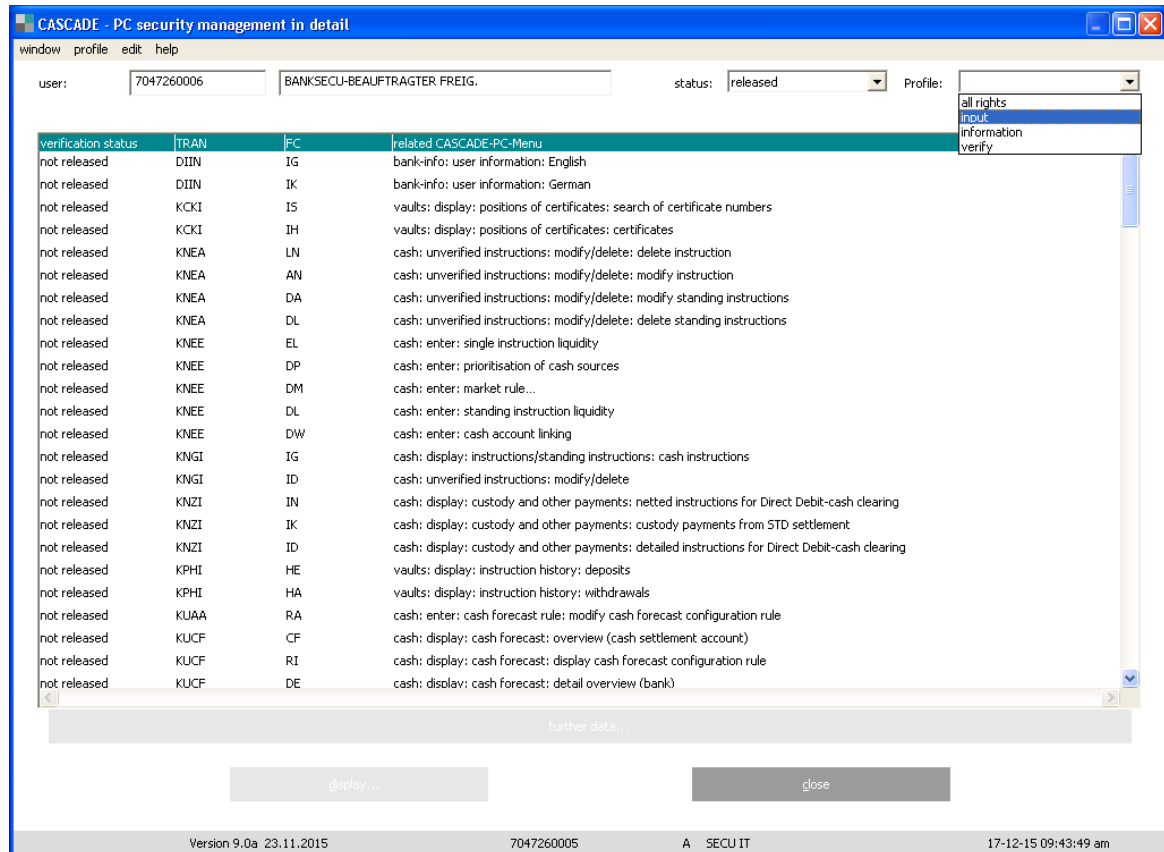 CASCADE - PC security management in detail
window profile edit help
user: 7047260006 BANKSECU-BEAUFTRAGTER FREIG. status: released Profile:
all rights
input
information
verify
verification status TRAN FC related CASCADE-PC-Menu
not released DIIN IG bank-info: user information: English
not released DIIN IK bank-info: user information: German
not released KCKI IS vaults: display: positions of certificates: search of certificate numbers
not released KCKI IH vaults: display: positions of certificates: certificates
not released KNEA LN cash: unverified instructions: modify/delete: delete instruction
not released KNEA AN cash: unverified instructions: modify/delete: modify instruction
not released KNEA DA cash: unverified instructions: modify/delete: modify standing instructions
not released KNEA DL cash: unverified instructions: modify/delete: delete standing instructions
not released KNEE EL cash: enter: single instruction liquidity
not released KNEE DP cash: enter: prioritisation of cash sources
not released KNEE DM cash: enter: market rule...
not released KNEE DL cash: enter: standing instruction liquidity
not released KNEE DW cash: enter: cash account linking
not released KNGI IG cash: display: instructions/standing instructions: cash instructions
not released KNGI ID cash: unverified instructions: modify/delete
not released KNZI IN cash: display: custody and other payments: netted instructions for Direct Debit-cash clearing
not released KNZI IK cash: display: custody and other payments: custody payments from STD settlement
not released KNZI ID cash: display: custody and other payments: detailed instructions for Direct Debit-cash clearing
not released KPHI HE vaults: display: instruction history: deposits
not released KPHI HA vaults: display: instruction history: withdrawals
not released KUAA RA cash: enter: cash forecast rule: modify cash forecast configuration rule
not released KUCF CF cash: display: cash forecast: overview (cash settlement account)
not released KUCF RI cash: display: cash forecast: display cash forecast configuration rule
not released KUCF DE cash: display: cash forecast: detail overview (bank)
further data...
display... close
Version 9.0a 23.11.2015 7047260005 A SECU IT 17-12-15 09:43:49 am